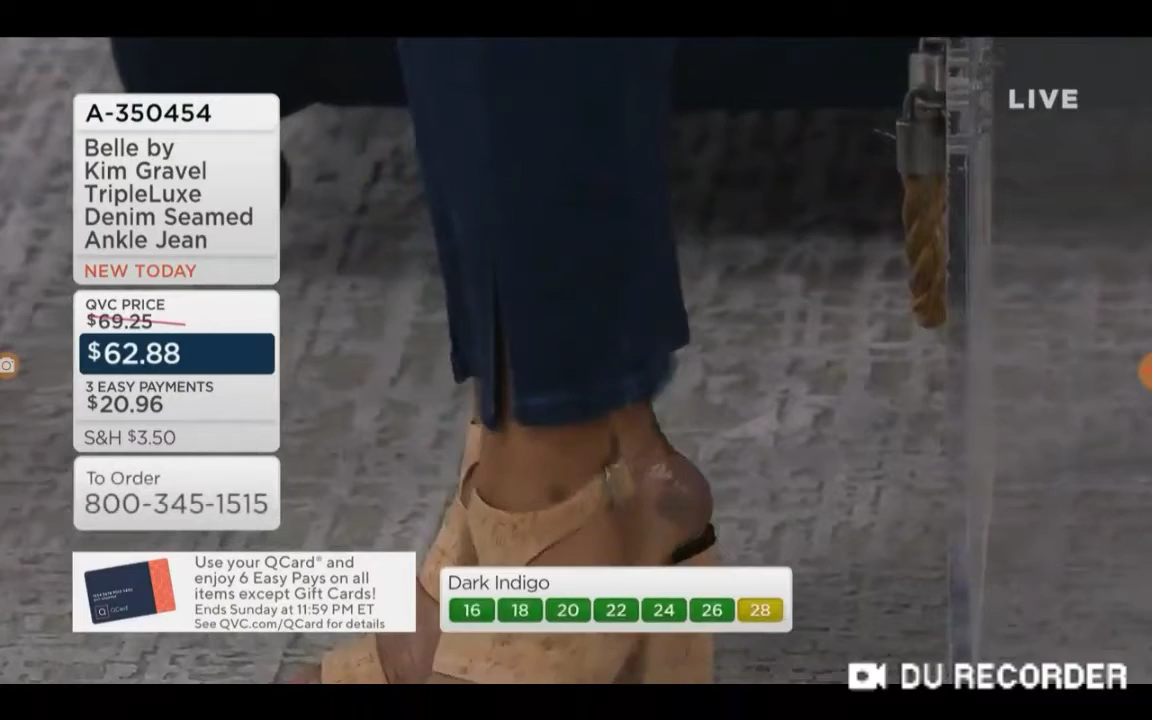 A-350454
Belle by
Kim Gravel
TripleLuxe
Denim Seamed
Ankle Jean
NEW TODAY
QVC PRICE
$69.25
$62.88
3 EASY PAYMENTS
$20.96
S&H $3.50
To Order
800-345-1515
Use your QCard® and
enjoy 6 Easy Pays on all
items except Gift Cards!
Ends Sunday at 11:59 PM ET
See QVC.com/QCard for details
Q QCard
Dark Indigo
16 18 20 22 24 26 28
LIVE
DU RECORDER